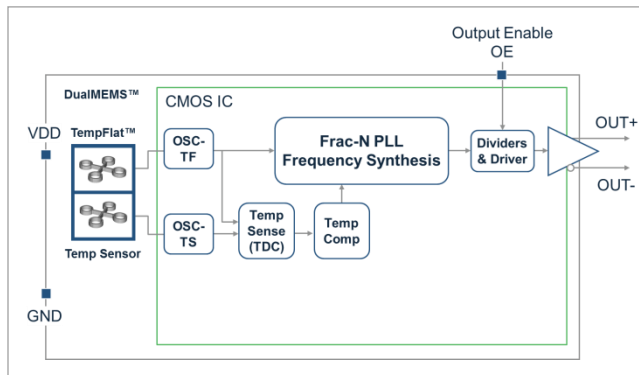 Output Enable
OE
DualMEMS™
CMOS IC
VDD
TempFlat™
OSC-
TF
Frac-N PLL
Frequency Synthesis
Dividers
& Driver
OUT+
OUT-
OSC-
TS
Temp
Sense
(TDC)
Temp
Comp
Temp Sensor
GND